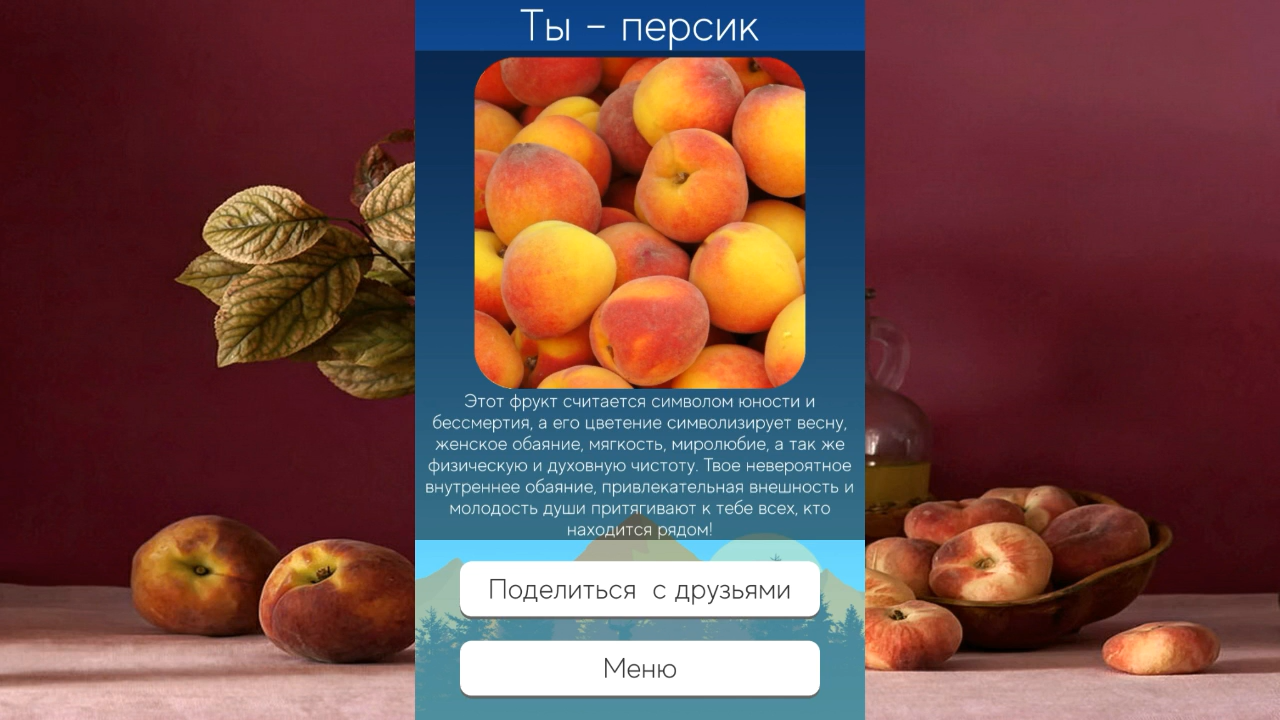 Ты – персик
Этот фрукт считается символом юности и
бессмертия, а его цветение символизирует весну,
женское обаяние, мягкость, миролюбие, а так же
физическую и духовную чистоту. Твое невероятное
внутреннее обаяние, привлекательная внешность и
молодость души притягивают к тебе всех, кто
находится рядом!
Поделиться с друзьями
Меню